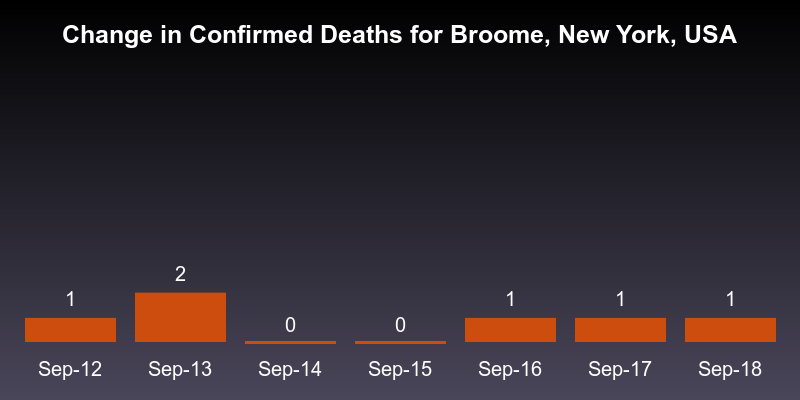 Change in Confirmed Deaths for Broome, New York, USA
2
1 1 1 1
0 0
Sep-12 Sep-13 Sep-14 Sep-15 Sep-16 Sep-17 Sep-18